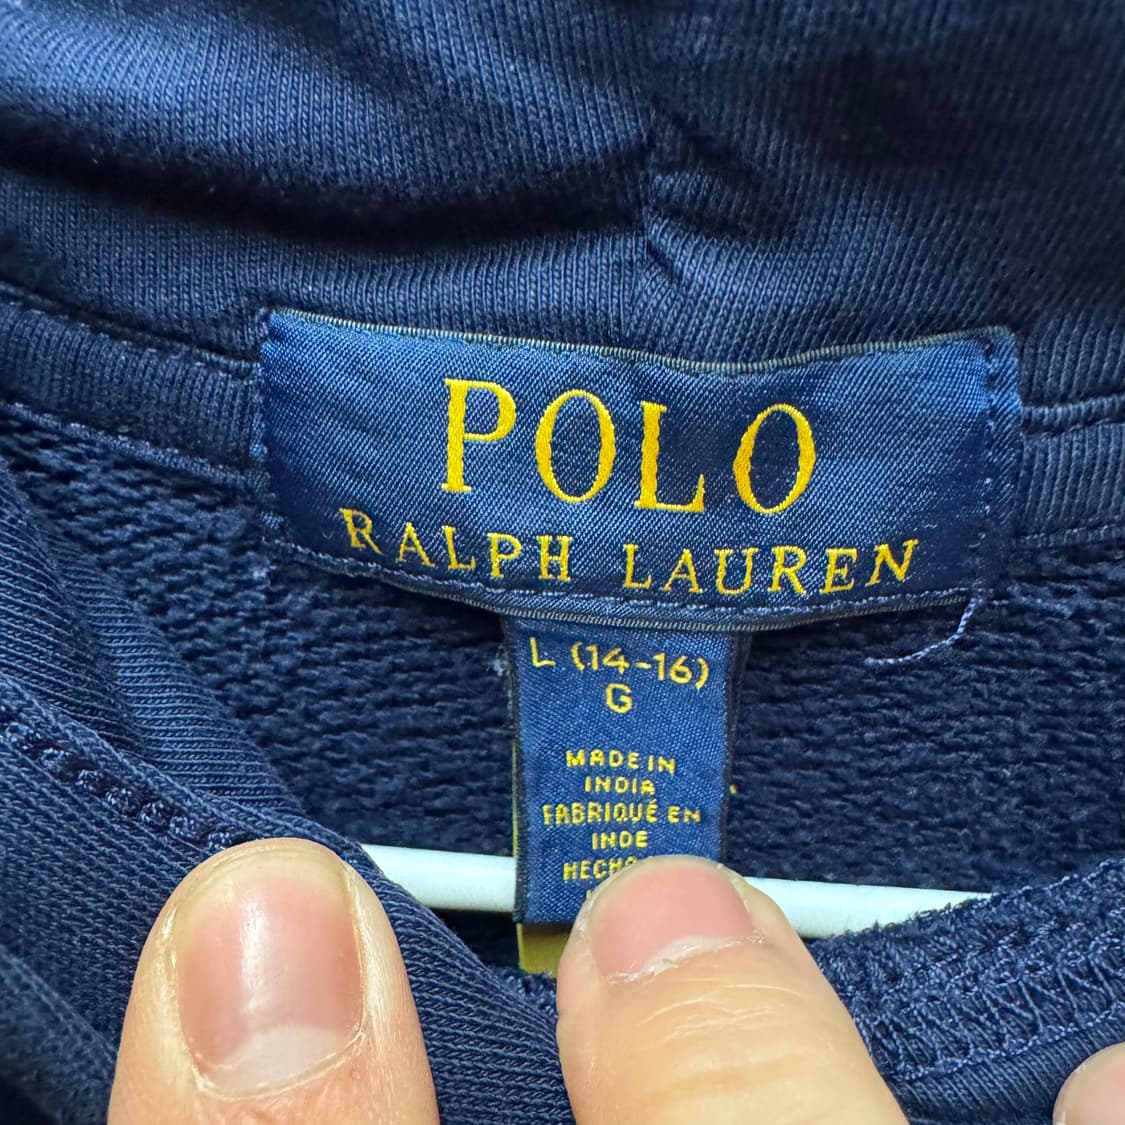 POLO
RALPH LAUREN
L (14-16)
G
MADE IN
INDIA
FABRIQUÉ EN
INDE